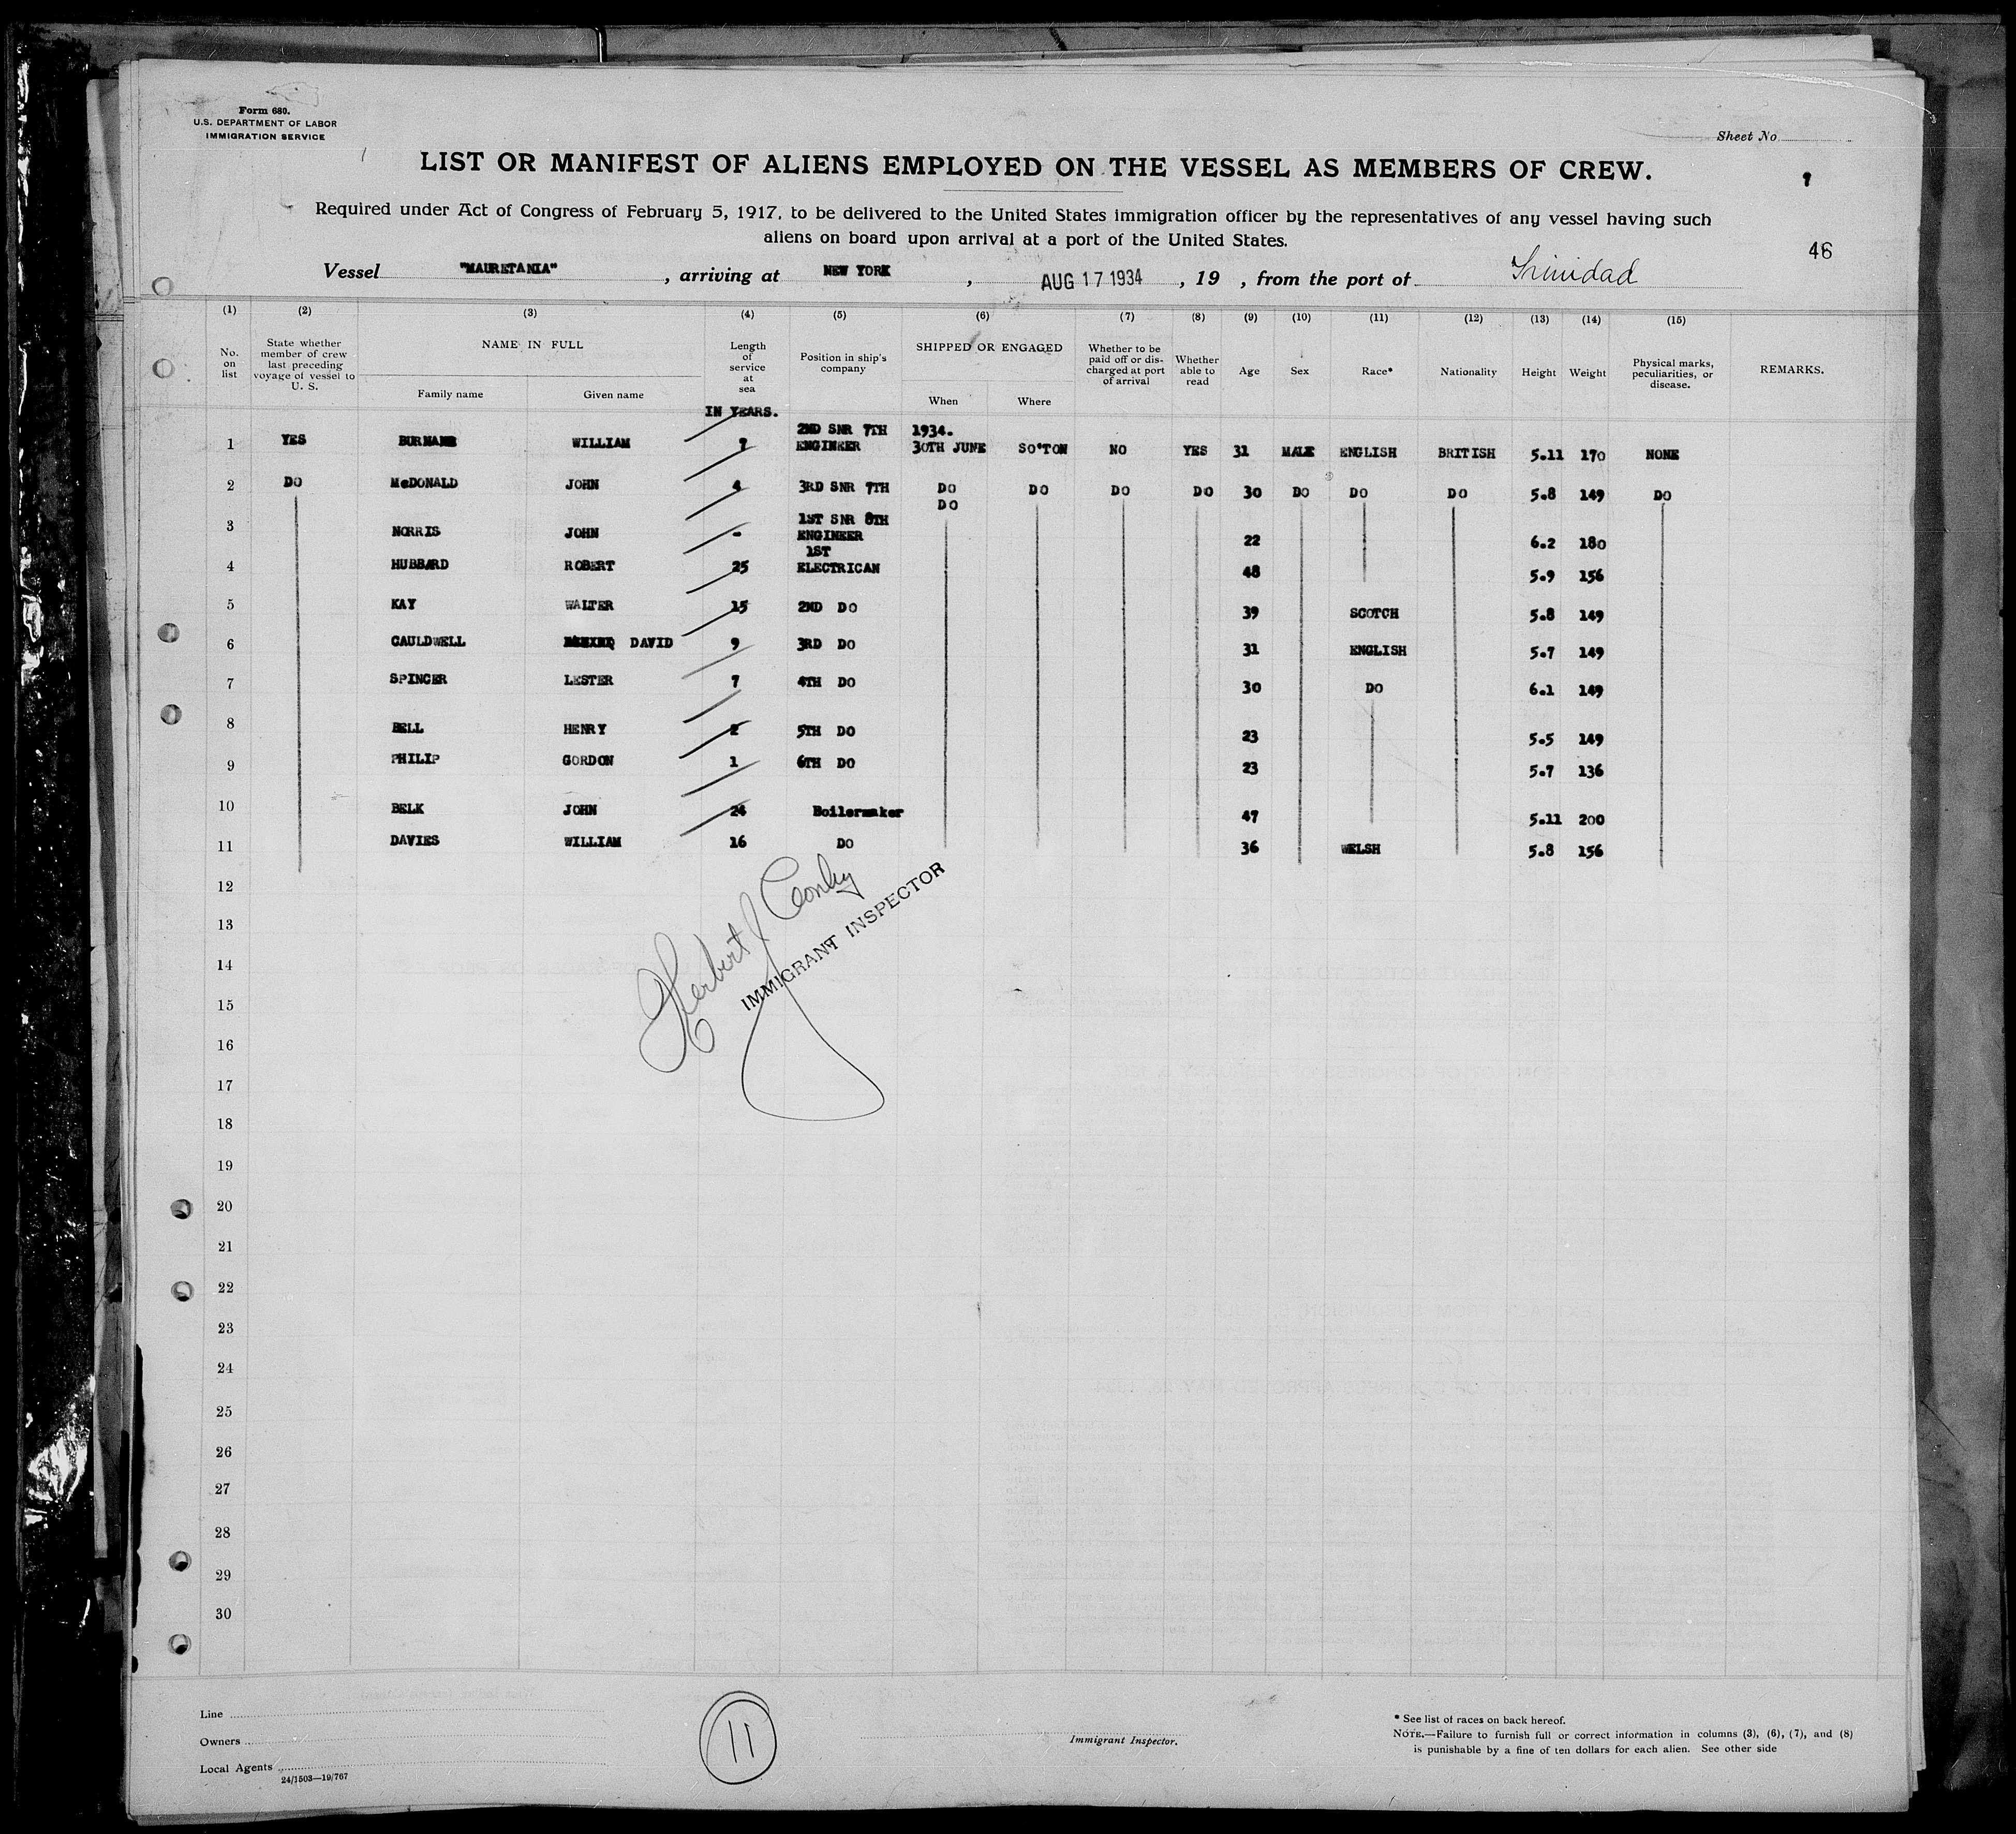 Form 680.
U.S. DEPARTMENT OF LABOR
IMMIGRATION SERVICE
Sheet No
LIST OR MANIFEST OF ALIENS EMPLOYED ON THE VESSEL AS MEMBERS OF CREW.
Required under Act of Congress of February 5, 1917, to be delivered to the United States immigration officer by the representatives of any vessel having such
aliens on board upon arrival at a port of the United States.
46
Vessel "MAURETANIA", arriving at NEW YORK, AUG 17 1934, 19 , from the port of Trinidad
(1) (2) (3) (4) (5) (6) (7) (8) (9) (10) (11) (12) (13) (14) (15)
No. on list
State whether member of crew last preceding voyage of vessel to U. S.
NAME IN FULL
Family name Given name
Length of service at sea
IN YEARS.
Position in ship's company
SHIPPED OR ENGAGED
When Where
Whether to be paid off or discharged at port of arrival
Whether able to read
Age
Sex
Race*
Nationality
Height
Weight
Physical marks, peculiarities, or disease.
REMARKS.
2ND SNR 7TH 1934.
1 YES WILLIAM 7 ENGINEER 30TH JUNE SO'TON NO YES 31 MALE ENGLISH BRITISH 5.11 170 NONE
2 DO McDONALD JOHN 4 3RD SNR 7TH DO DO DO DO 30 DO DO DO 5.8 149 DO
DO
1ST SNR 8TH
3 NORRIS JOHN - ENGINEER 22 6.2 180
1ST
4 HUBBARD ROBERT 25 ELECTRICAN 48 5.9 156
5 KAY WALTER 15 2ND DO 39 SCOTCH 5.8 149
6 CAULDWELL DAVID 9 3RD DO 31 ENGLISH 5.7 149
7 SPINCER LESTER 7 4TH DO 30 DO 6.1 149
8 BELL HENRY 2 5TH DO 23 5.5 149
9 PHILIP GORDON 1 6TH DO 23 5.7 136
10 BELK JOHN 24 Boilermaker 47 5.11 200
11 DAVIES WILLIAM 16 DO 36 WELSH 5.8 156
12
13
14
15
16
17
18
19
20
21
22
23
24
25
26
27
28
29
30
Herbert J Conley
IMMIGRANT INSPECTOR
Line
Owners
Local Agents
24/1503—19/767
11
Immigrant Inspector.
* See list of races on back hereof.
NOTE.—Failure to furnish full or correct information in columns (3), (6), (7), and (8)
is punishable by a fine of ten dollars for each alien. See other side